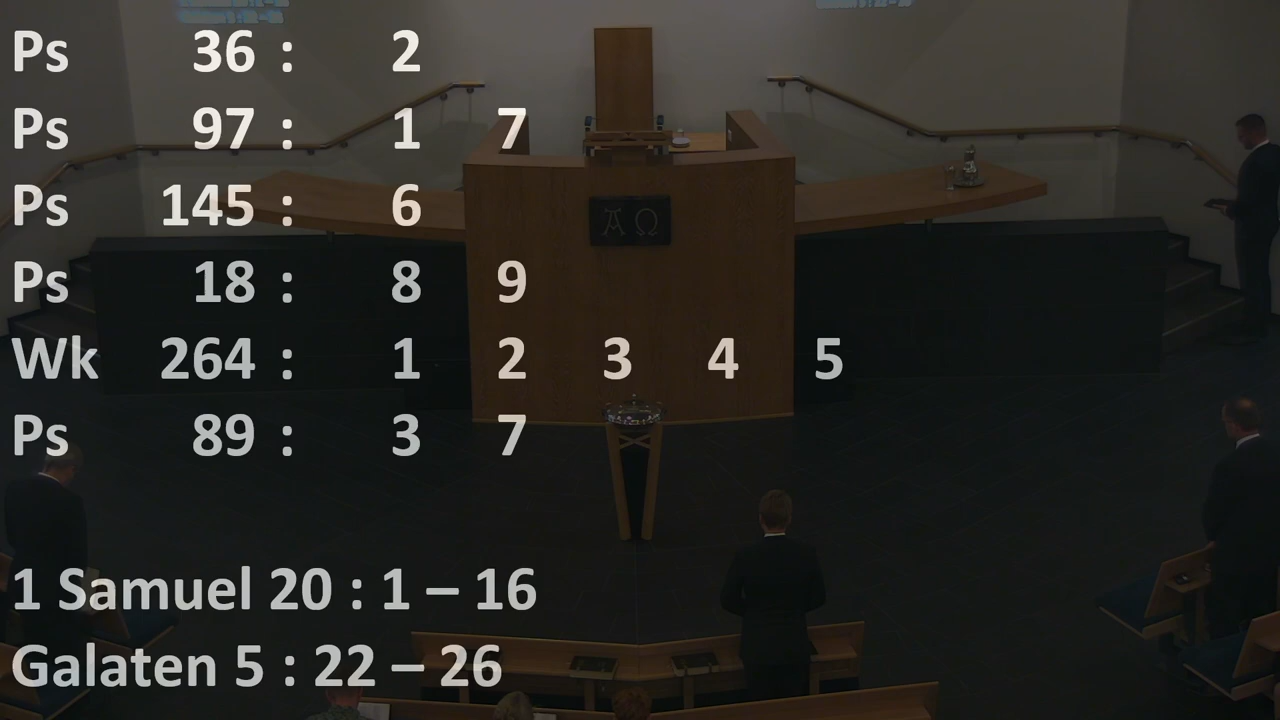 Ps 36 : 2
Ps 97 : 1 7
Ps 145 : 6
Ps 18 : 8 9
Wk 264 : 1 2 3 4 5
Ps 89 : 3 7
Α Ω
1 Samuel 20 : 1 – 16
Galaten 5 : 22 – 26